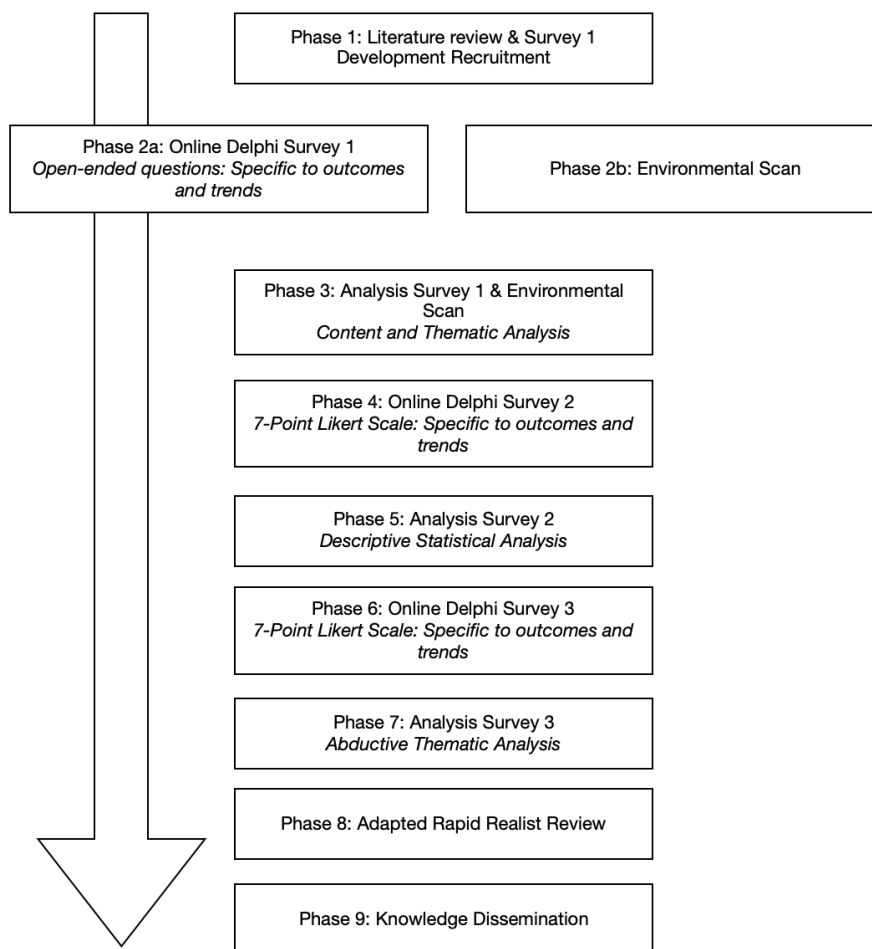 Phase 1: Literature review & Survey 1
Development Recruitment
Phase 2a: Online Delphi Survey 1
Open-ended questions: Specific to outcomes
and trends
Phase 2b: Environmental Scan
Phase 3: Analysis Survey 1 & Environmental
Scan
Content and Thematic Analysis
Phase 4: Online Delphi Survey 2
7-Point Likert Scale: Specific to outcomes and
trends
Phase 5: Analysis Survey 2
Descriptive Statistical Analysis
Phase 6: Online Delphi Survey 3
7-Point Likert Scale: Specific to outcomes and
trends
Phase 7: Analysis Survey 3
Abductive Thematic Analysis
Phase 8: Adapted Rapid Realist Review
Phase 9: Knowledge Dissemination